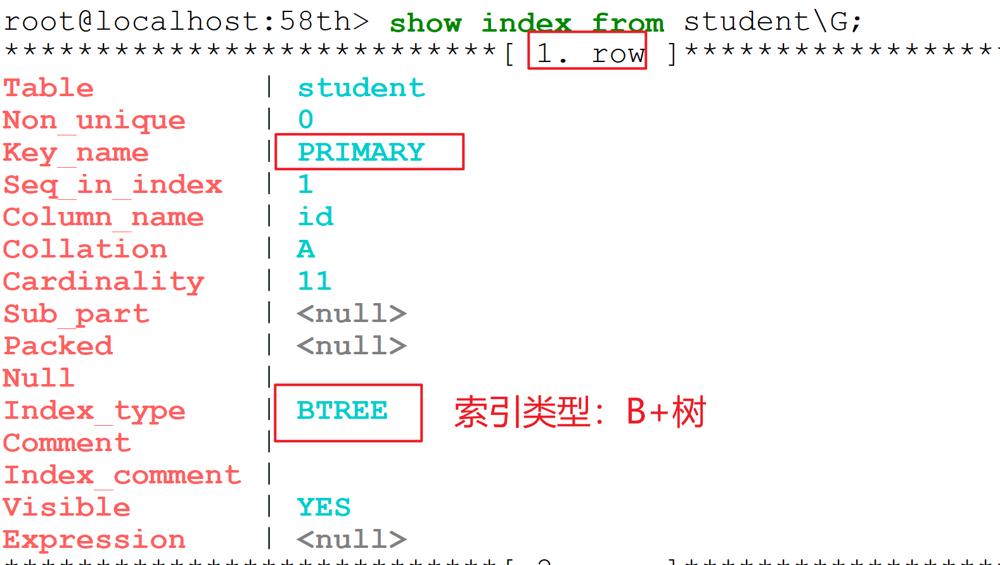 root@localhost:58th> show index from student\G;
***************************[ 1. row ]******************
Table | student
Non_unique | 0
Key_name | PRIMARY
Seq_in_index | 1
Column_name | id
Collation | A
Cardinality | 11
Sub_part | <null>
Packed | <null>
Null |
Index_type | BTREE 索引类型：B+树
Comment |
Index_comment |
Visible | YES
Expression | <null>